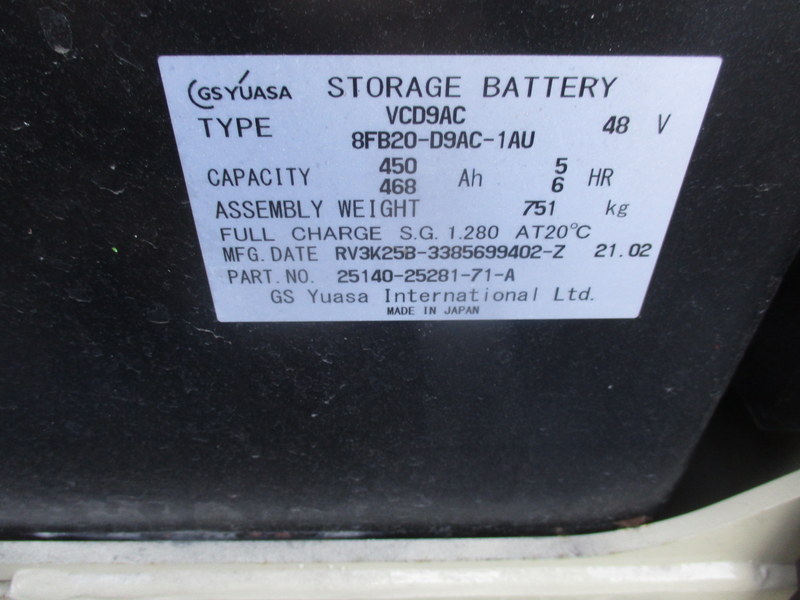 GS YUASA STORAGE BATTERY
TYPE VCD9AC 48 V
8FB20-D9AC-1AU
CAPACITY 450 Ah 5 HR
468 6
ASSEMBLY WEIGHT 751 kg
FULL CHARGE S.G. 1.280 AT20°C
MFG. DATE RV3K25B-3385699402-Z 21.02
PART. NO. 25140-25281-71-A
GS Yuasa International Ltd.
MADE IN JAPAN